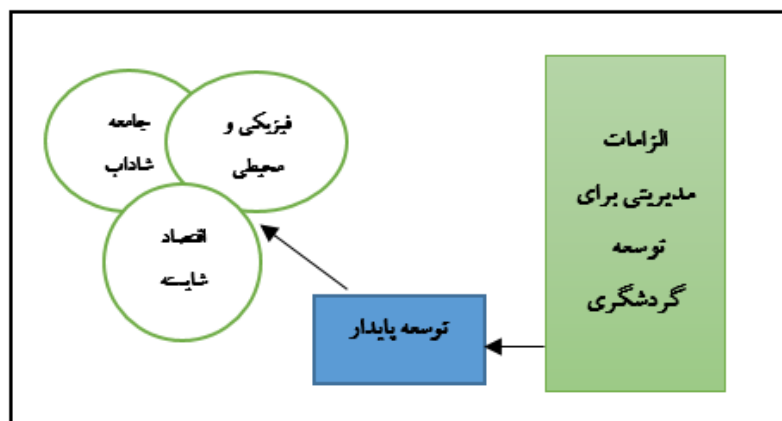 الزامات
مدیریتی برای
توسعه
گردشگری
توسعه پایدار
فیزیکی و
محیطی
جامعه
شاداب
اقتصاد
شایسته